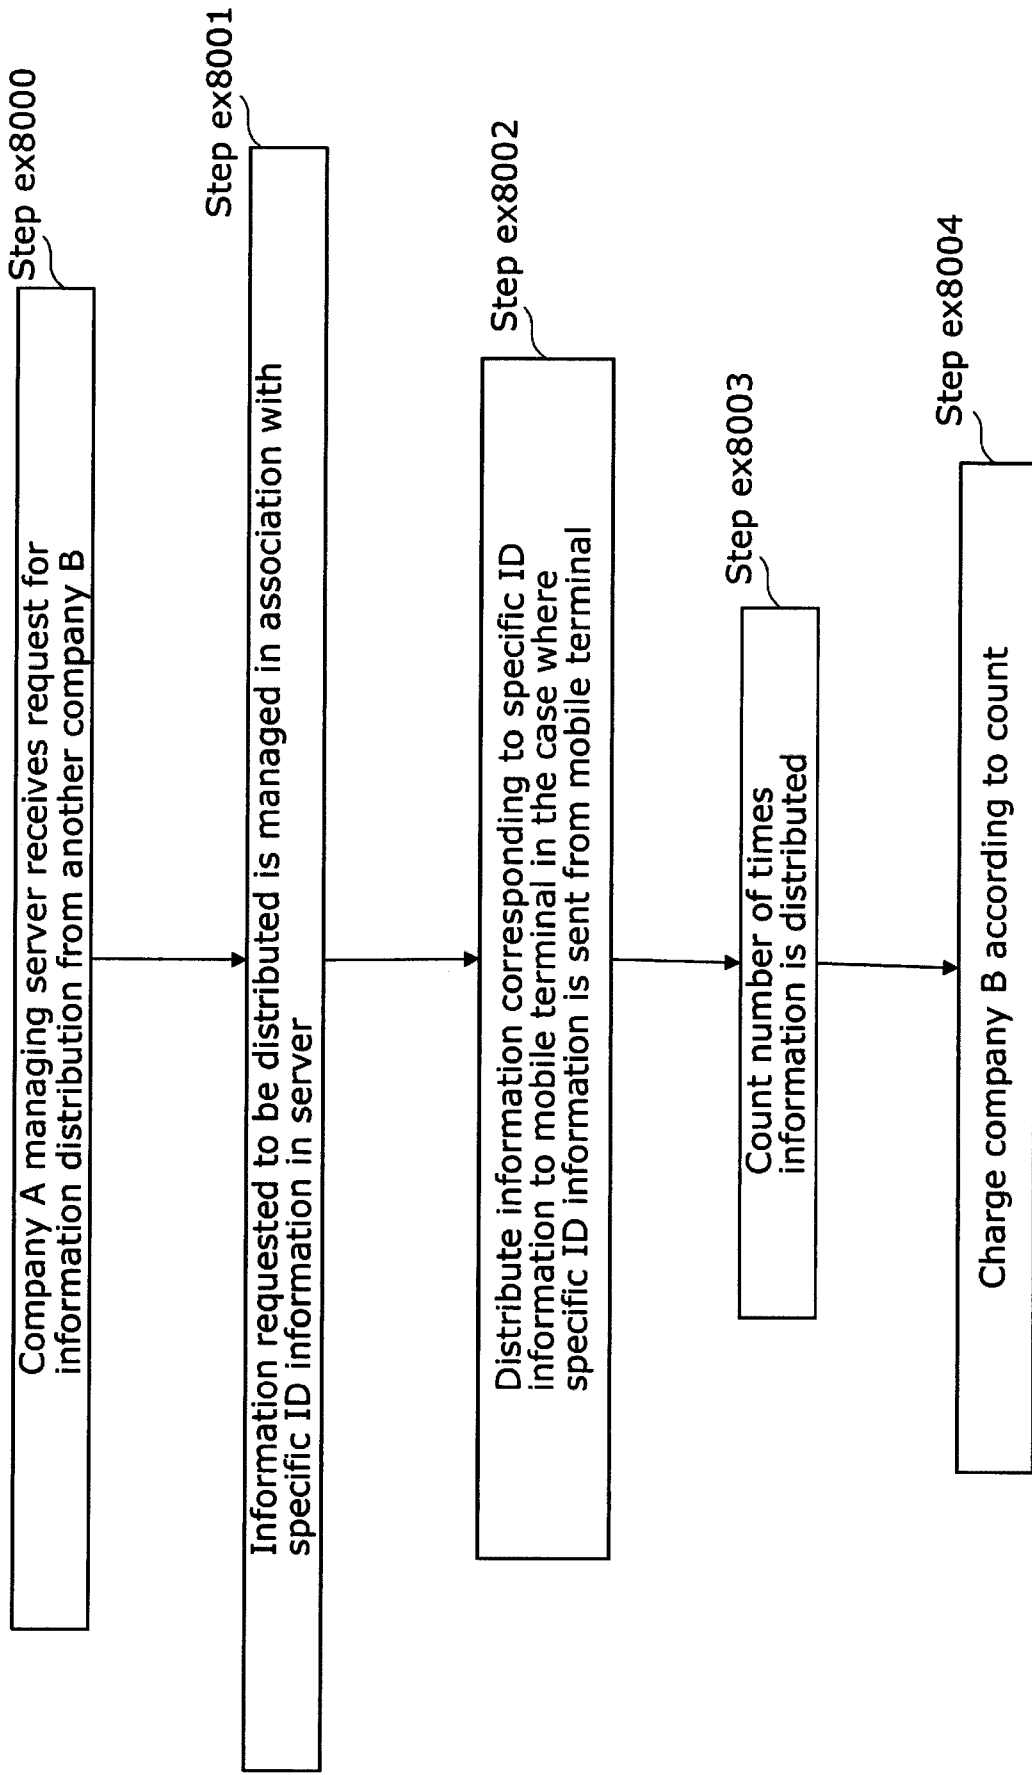 Step ex8000
Company A managing server receives request for
information distribution from another company B
Step ex8001
Information requested to be distributed is managed in association with
specific ID information in server
Step ex8002
Distribute information corresponding to specific ID
information to mobile terminal in the case where
specific ID information is sent from mobile terminal
Step ex8003
Count number of times
information is distributed
Step ex8004
Charge company B according to count